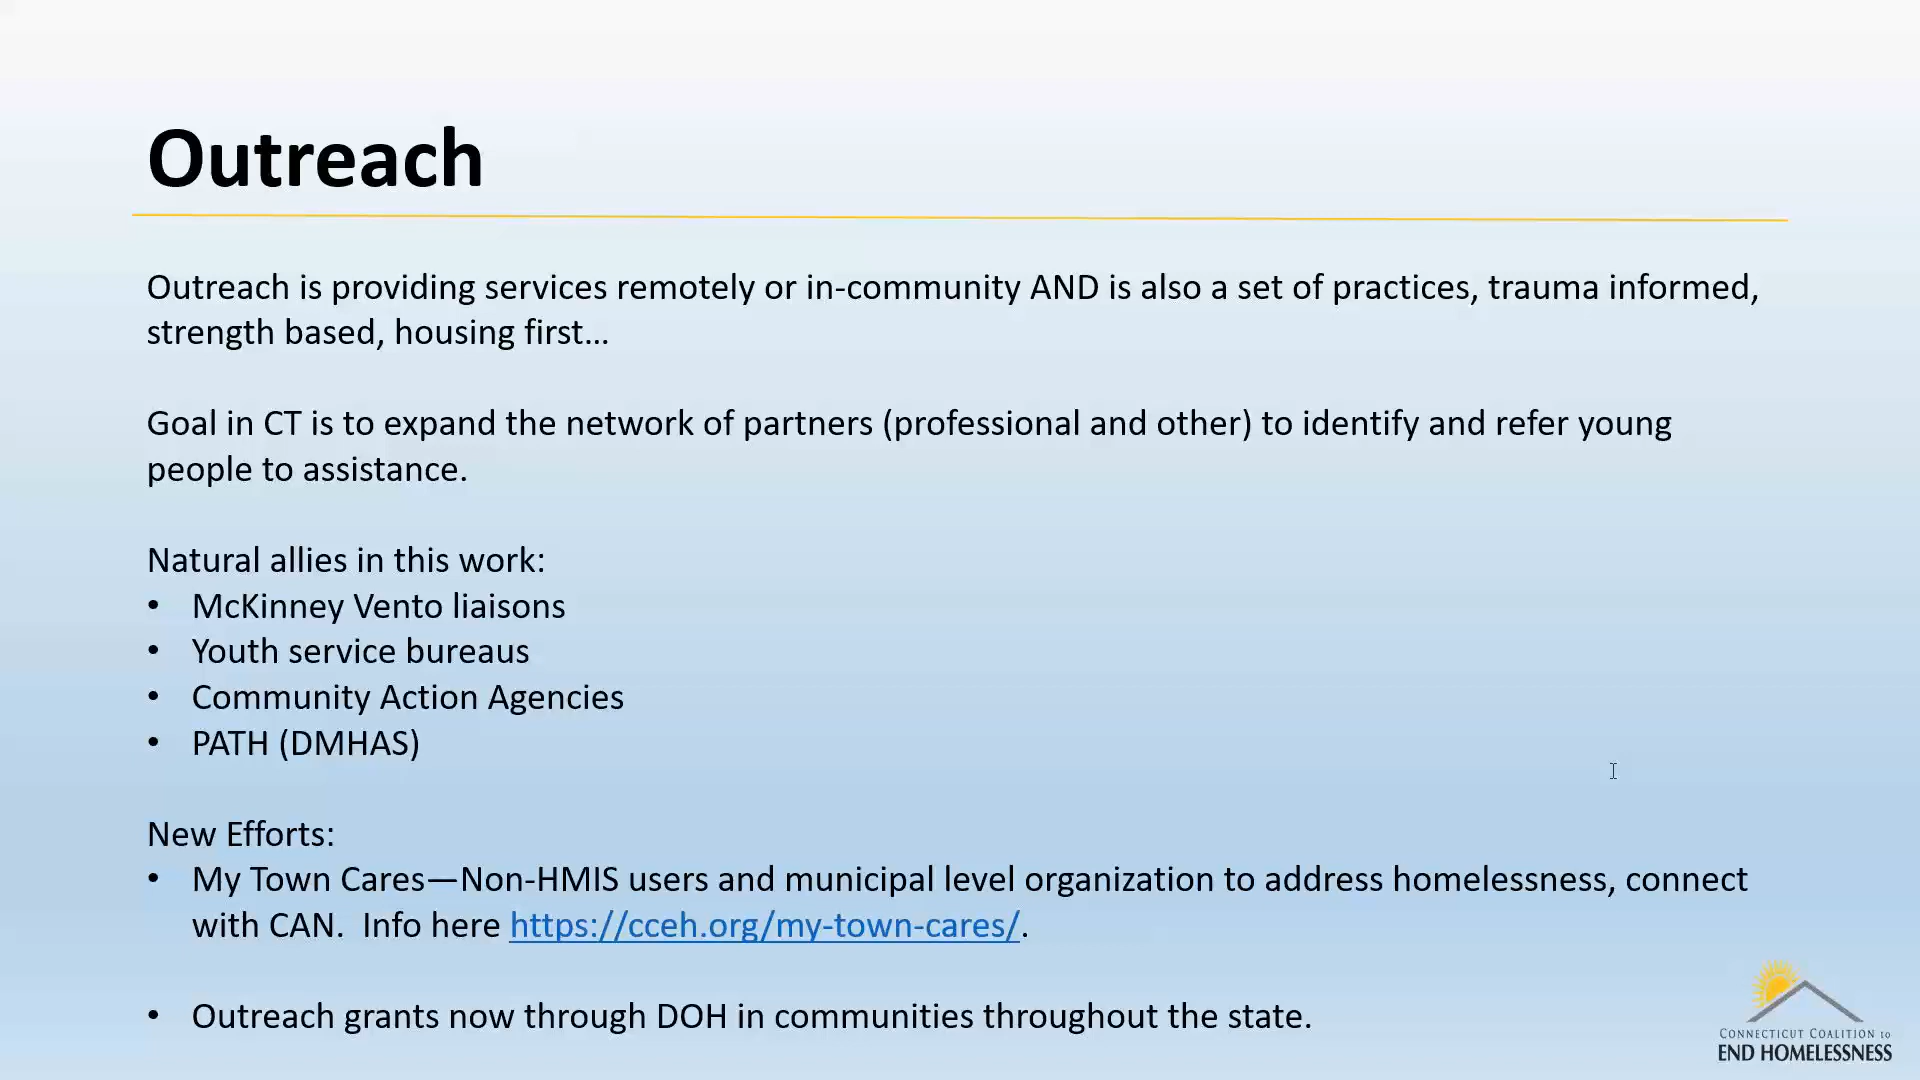 Outreach
Outreach is providing services remotely or in-community AND is also a set of practices, trauma informed,
strength based, housing first…
Goal in CT is to expand the network of partners (professional and other) to identify and refer young
people to assistance.
Natural allies in this work:
• McKinney Vento liaisons
• Youth service bureaus
• Community Action Agencies
• PATH (DMHAS)
New Efforts:
• My Town Cares—Non-HMIS users and municipal level organization to address homelessness, connect
with CAN.  Info here https://cceh.org/my-town-cares/.
• Outreach grants now through DOH in communities throughout the state.
CONNECTICUT COALITION to
END HOMELESSNESS